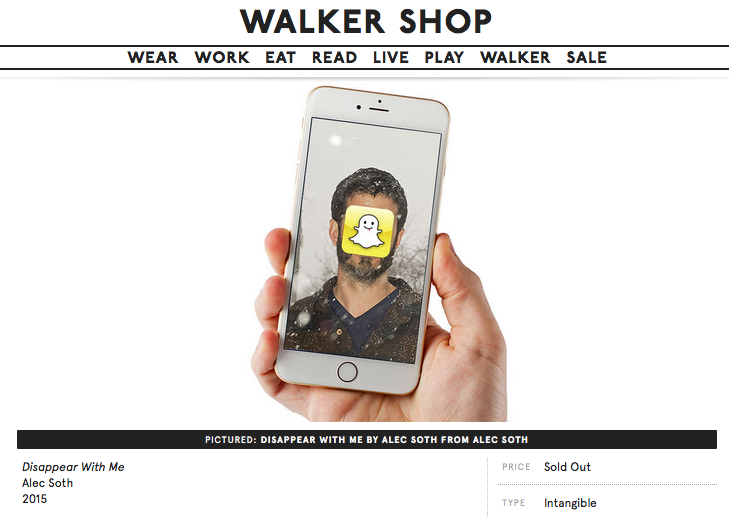 WALKER SHOP
WEAR WORK EAT READ LIVE PLAY WALKER SALE
PICTURED: DISAPPEAR WITH ME BY ALEC SOTH FROM ALEC SOTH
Disappear With Me
Alec Soth
2015
PRICE Sold Out
TYPE Intangible